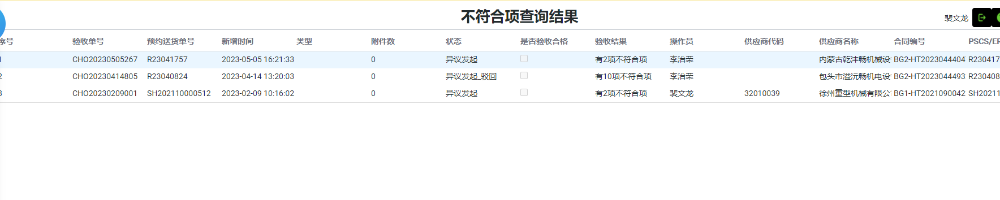 不符合项查询结果
裴文龙
序号 验收单号 预约送货单号 新增时间 类型 附件数 状态 是否验收合格 验收结果 操作员 供应商代码 供应商名称 合同编号 PSCS/ER
1 CHO20230505267 R23041757 2023-05-05 16:21:33 0 异议发起 有2项不符合项 李治荣 内蒙古乾沣畅机械设 BG2-HT2023044404 R230417
2 CHO20230414805 R23040824 2023-04-14 13:20:03 0 异议发起_驳回 有10项不符合项 李治荣 包头市溢沅畅机电设 BG2-HT2023044493 R230408
3 CHO20230209001 SH202110000512 2023-02-09 10:16:02 0 异议发起 有2项不符合项 裴文龙 32010039 徐州重型机械有限公 BG1-HT2021090042 SH20211